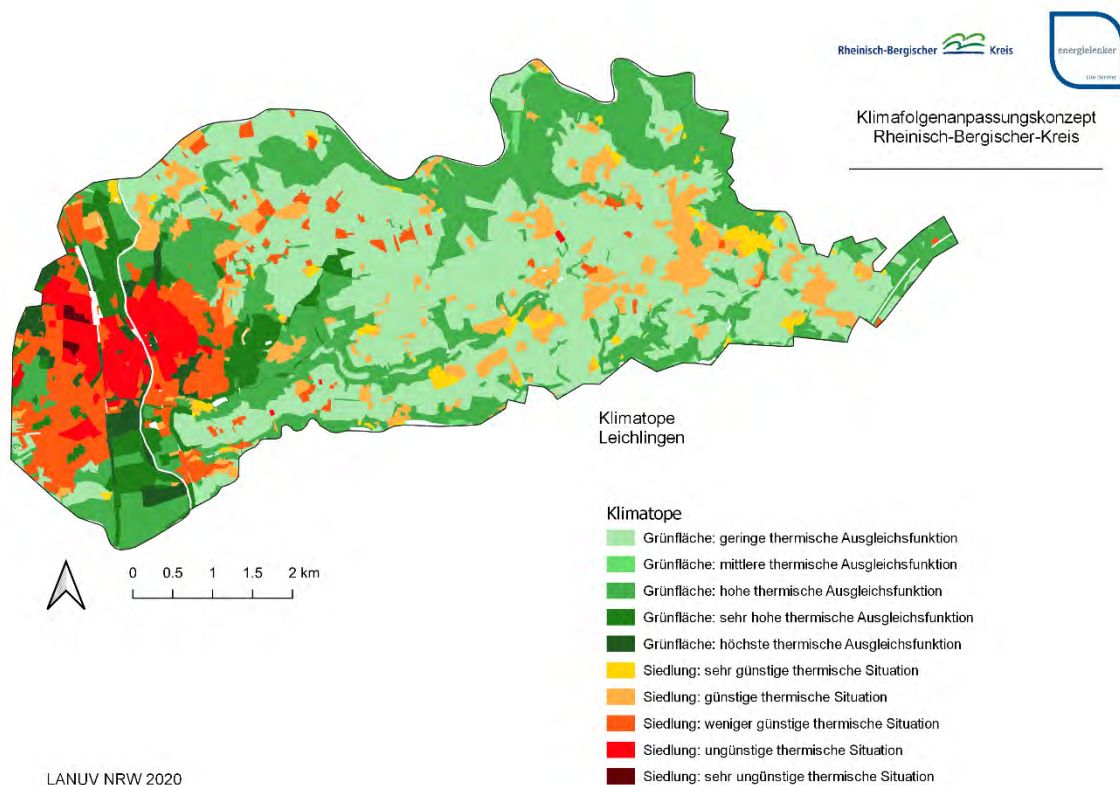 Rheinisch-Bergischer Kreis
energielenker
Klimafolgenanpassungskonzept
Rheinisch-Bergischer-Kreis
Klimatope
Leichlingen
Klimatope
Grünfläche: geringe thermische Ausgleichsfunktion
Grünfläche: mittlere thermische Ausgleichsfunktion
Grünfläche: hohe thermische Ausgleichsfunktion
Grünfläche: sehr hohe thermische Ausgleichsfunktion
Grünfläche: höchste thermische Ausgleichsfunktion
Siedlung: sehr günstige thermische Situation
Siedlung: günstige thermische Situation
Siedlung: weniger günstige thermische Situation
Siedlung: ungünstige thermische Situation
Siedlung: sehr ungünstige thermische Situation
0 0.5 1 1.5 2 km
LANUV NRW 2020